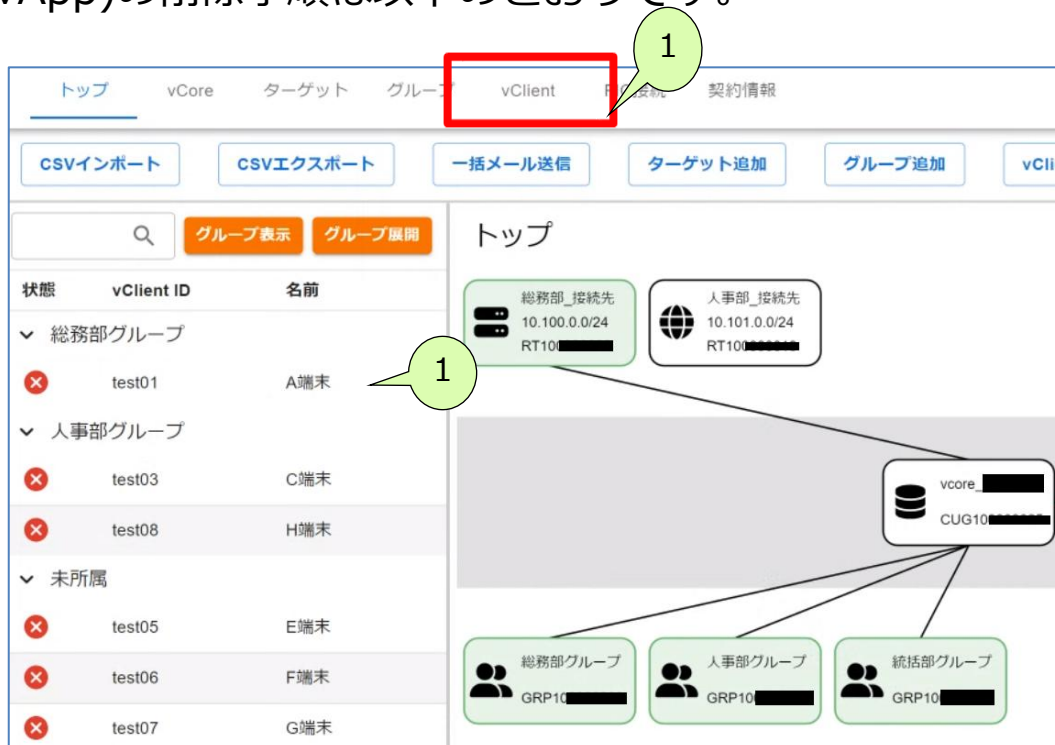 vApp)の削除手順は以下のとおりです。
1
トップ vCore ターゲット グループ vClient 契約情報
CSVインポート CSVエクスポート 一括メール送信 ターゲット追加 グループ追加 vCli
グループ表示 グループ展開
トップ
状態 vClient ID 名前
総務部_接続先
10.100.0.0/24
RT10
人事部_接続先
10.101.0.0/24
RT100
総務部グループ
test01 A端末
1
人事部グループ
test03 C端末
test08 H端末
vcore_
CUG10
未所属
test05 E端末
test06 F端末
test07 G端末
総務部グループ
GRP10
人事部グループ
GRP10
統括部グループ
GRP10